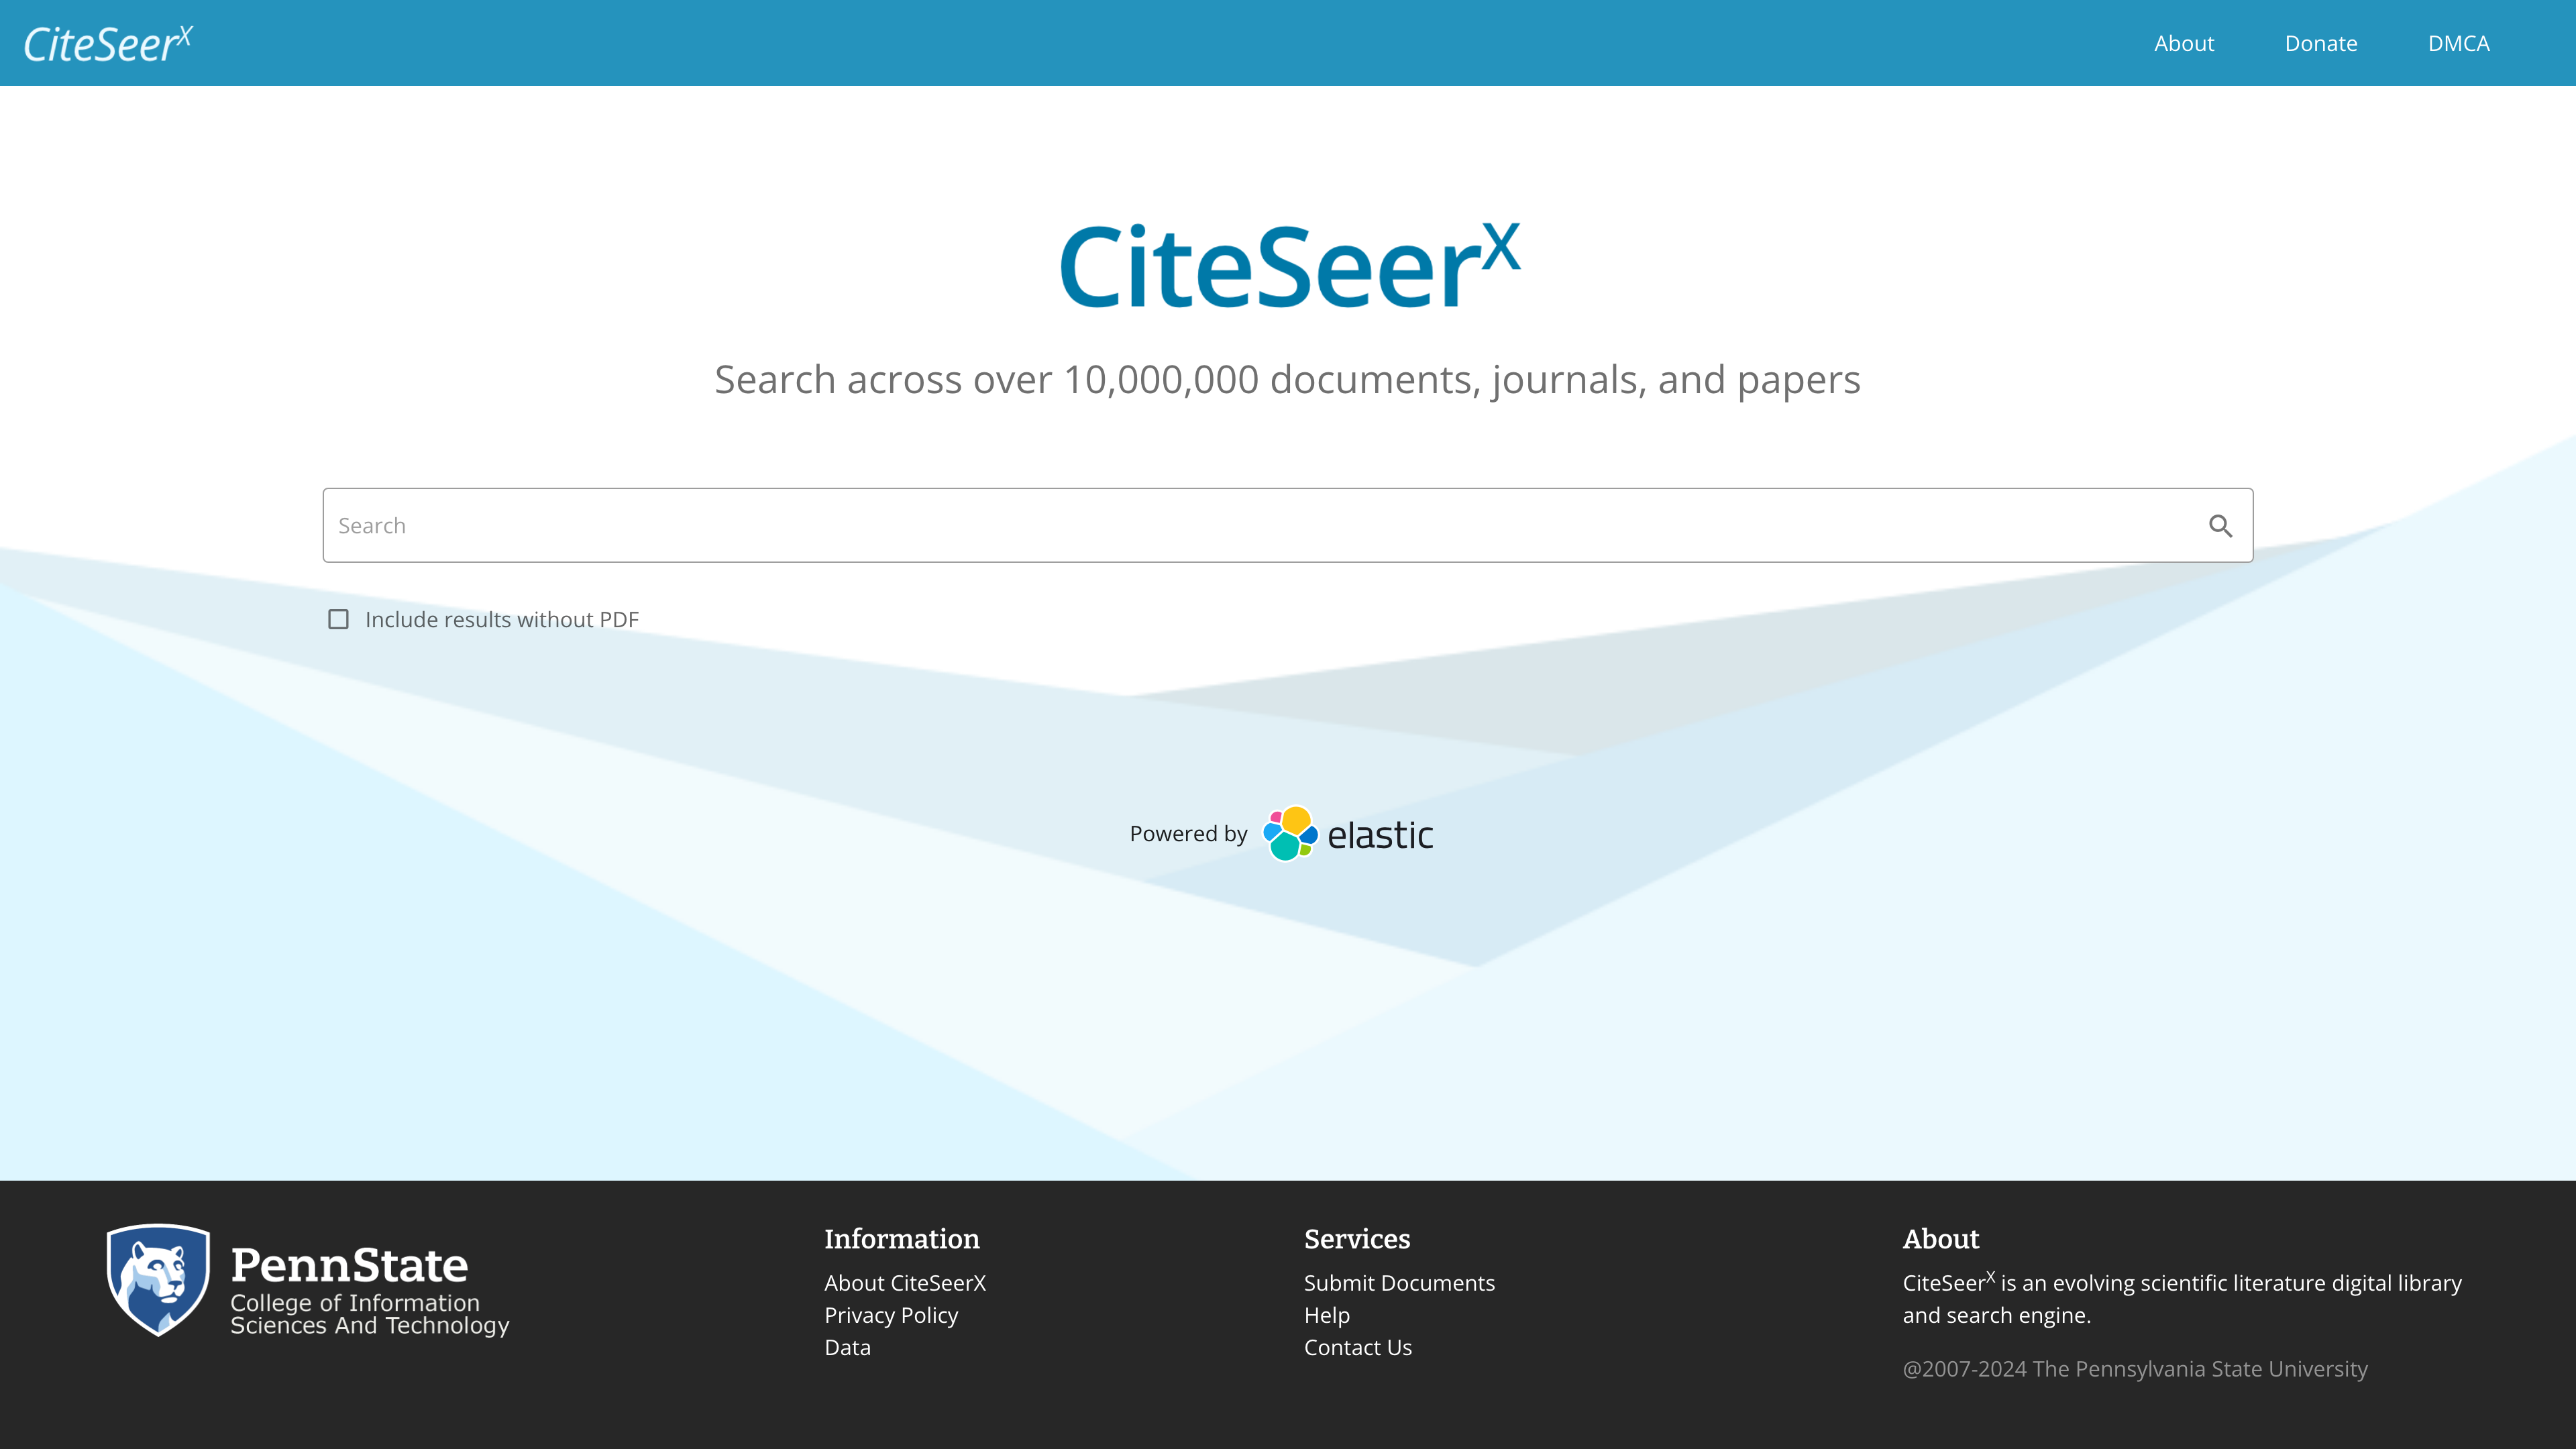 CiteSeerX
About
Donate
DMCA
CiteSeerX
Search across over 10,000,000 documents, journals, and papers
Search
Include results without PDF
Powered by
elastic
PennState
College of Information
Sciences And Technology
Information
About CiteSeerX
Privacy Policy
Data
Services
Submit Documents
Help
Contact Us
About
CiteSeerX is an evolving scientific literature digital library
and search engine.
@2007-2024 The Pennsylvania State University